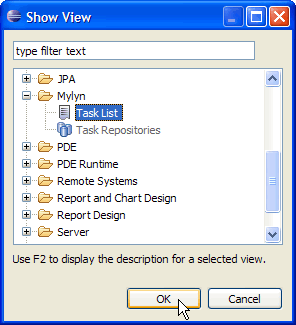 Show View
type filter text
JPA
Mylyn
Task List
Task Repositories
PDE
PDE Runtime
Remote Systems
Report and Chart Design
Report Design
Server
Use F2 to display the description for a selected view.
OK Cancel